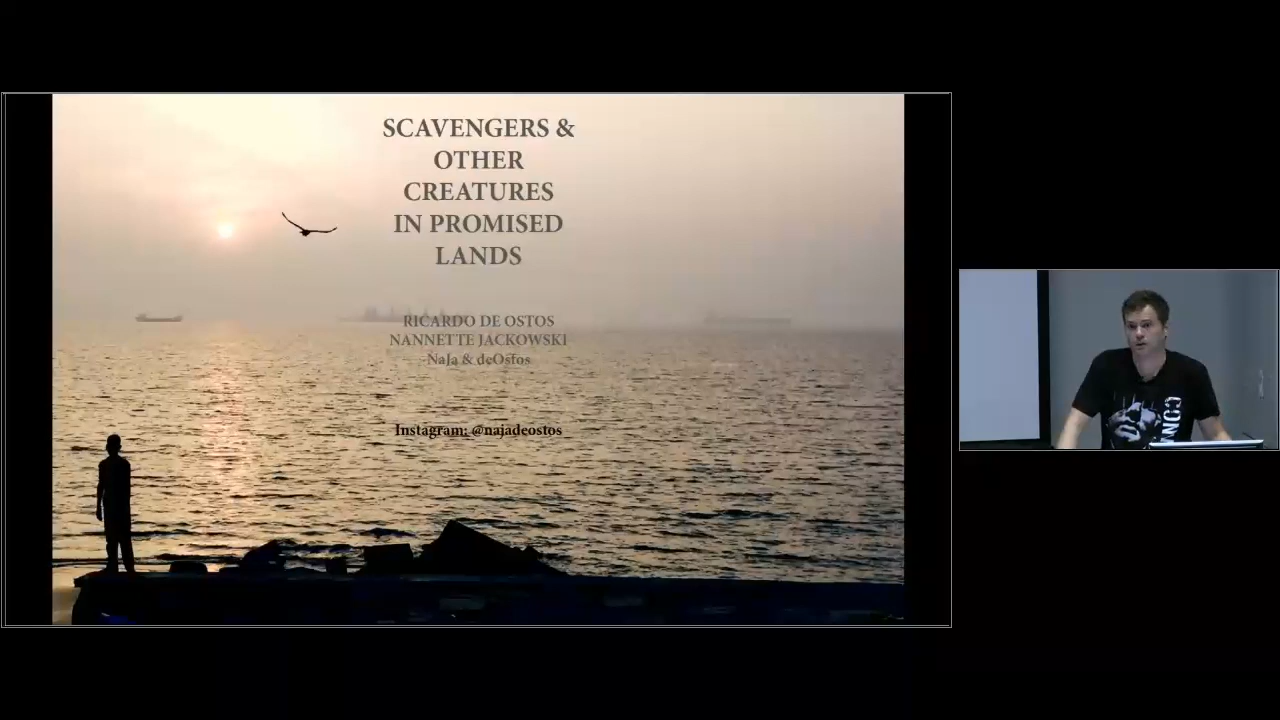 SCAVENGERS &
OTHER
CREATURES
IN PROMISED
LANDS
RICARDO DE OSTOS
NANNETTE JACKOWSKI
NaJa & deOstos
Instagram: @najadeostos